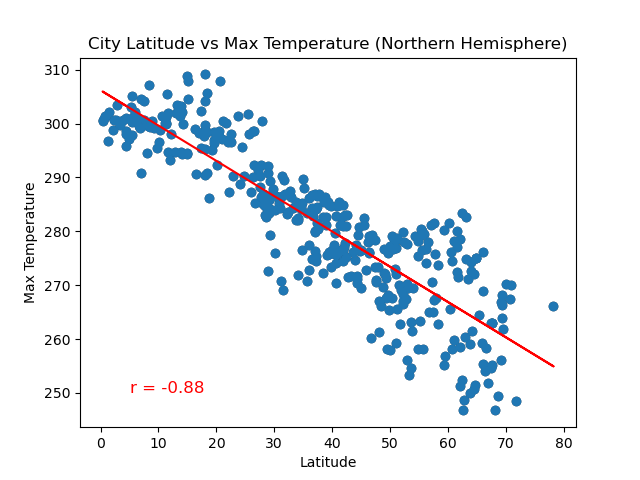 City Latitude vs Max Temperature (Northern Hemisphere)
310
300
290
280
270
260
250
Max Temperature
r = -0.88
0 10 20 30 40 50 60 70 80
Latitude